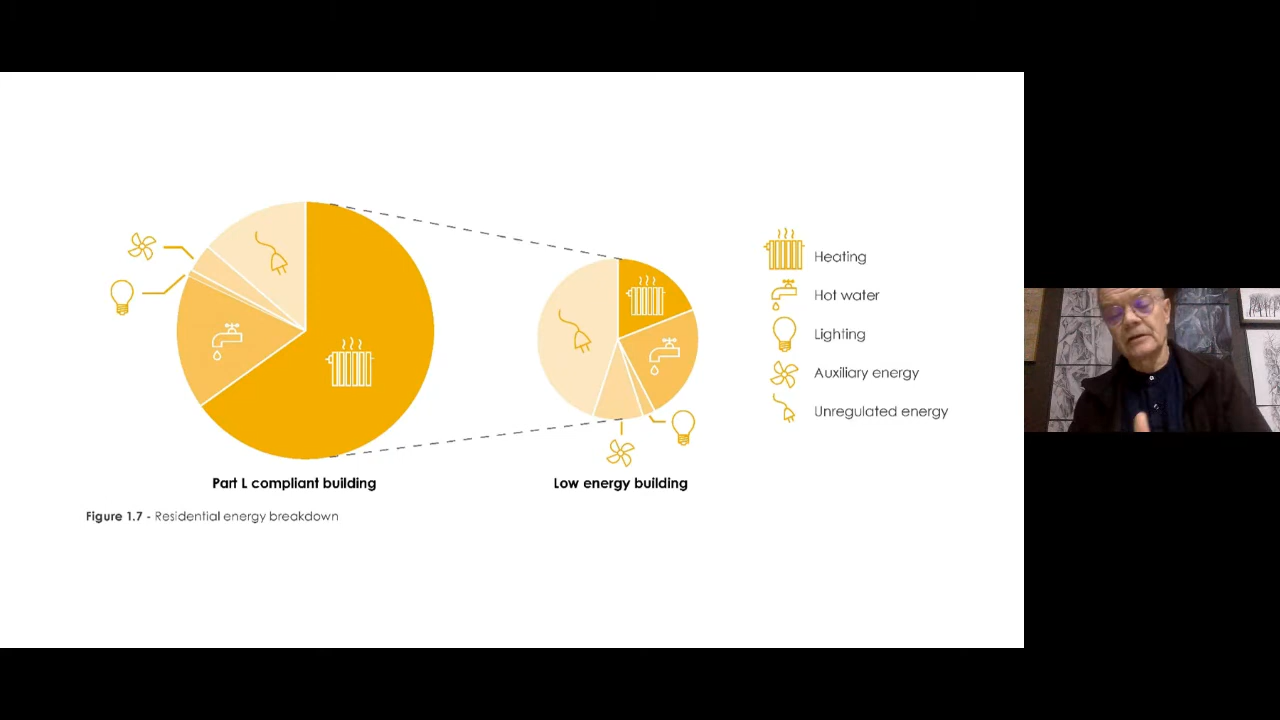 Heating
Hot water
Lighting
Auxiliary energy
Unregulated energy
Part L compliant building
Low energy building
Figure 1.7 - Residential energy breakdown